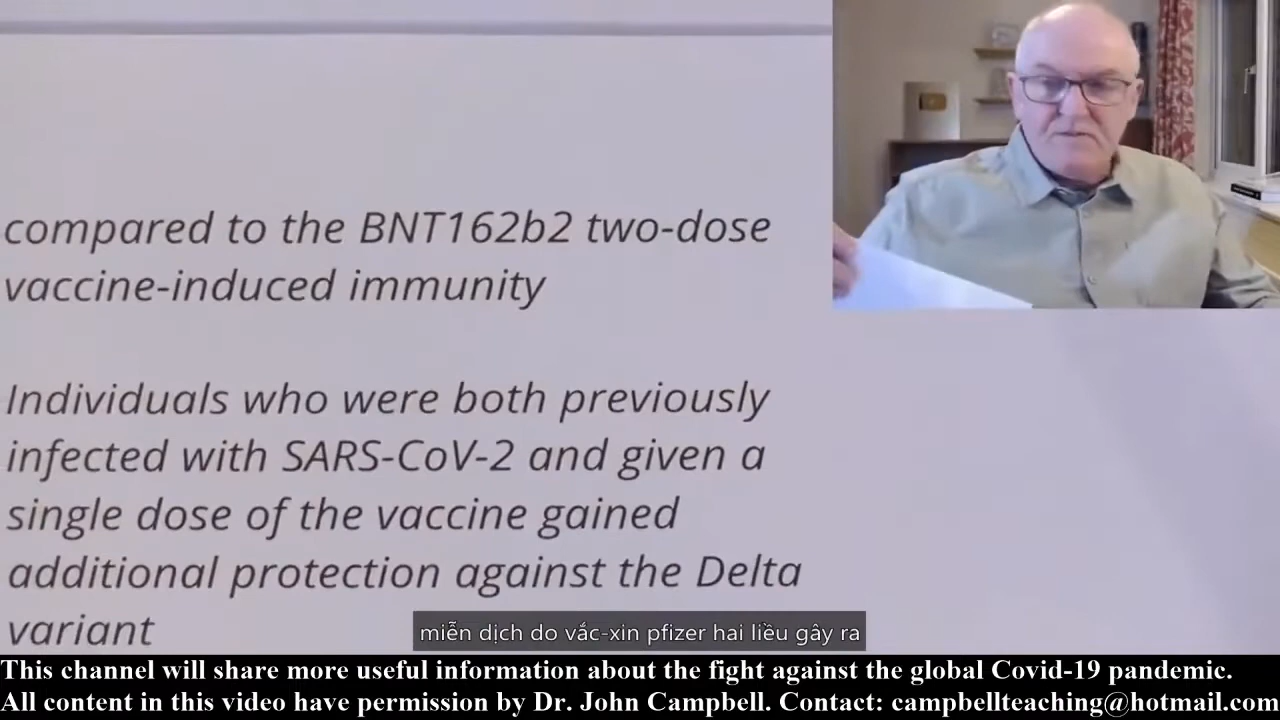 compared to the BNT162b2 two-dose
vaccine-induced immunity
Individuals who were both previously
infected with SARS-CoV-2 and given a
single dose of the vaccine gained
additional protection against the Delta
variant
miễn dịch do vắc-xin pfizer hai liều gây ra
This channel will share more useful information about the fight against the global Covid-19 pandemic.
All content in this video have permission by Dr. John Campbell. Contact: campbellteaching@hotmail.com